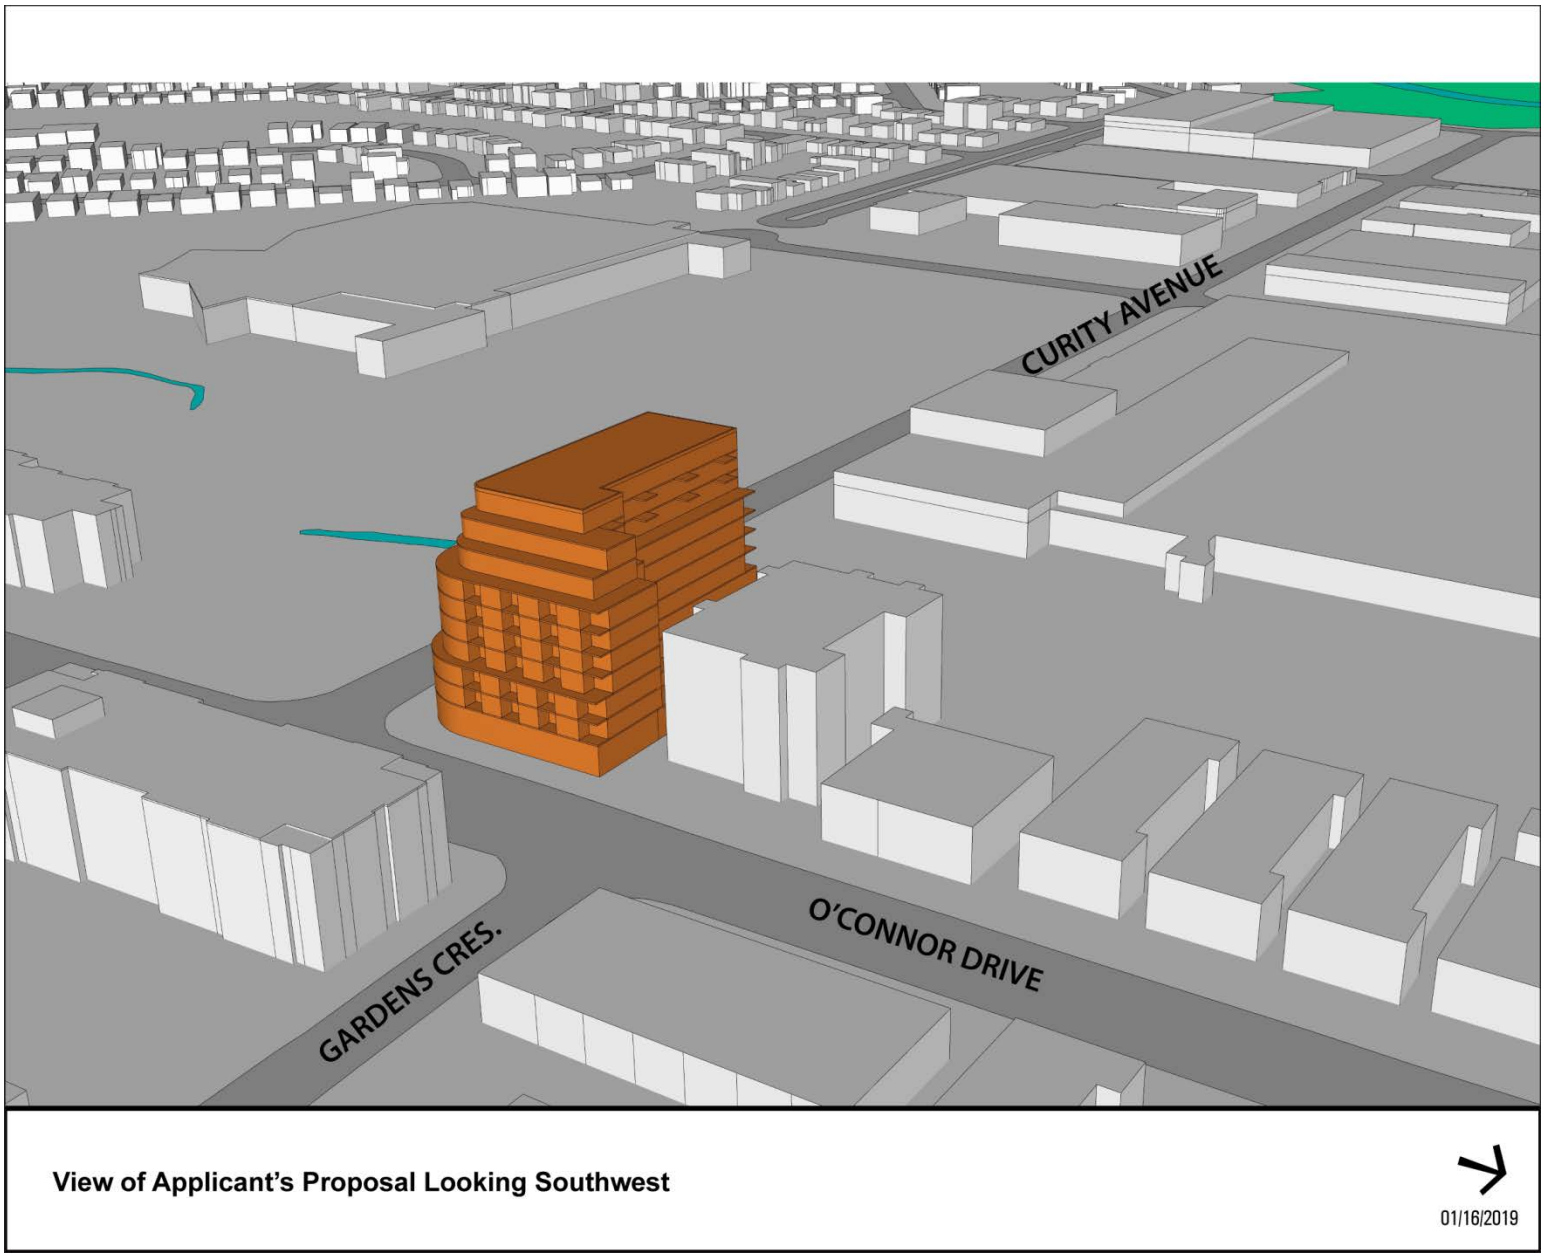 CURITY AVENUE
O'CONNOR DRIVE
GARDENS CRES.
View of Applicant's Proposal Looking Southwest
01/16/2019